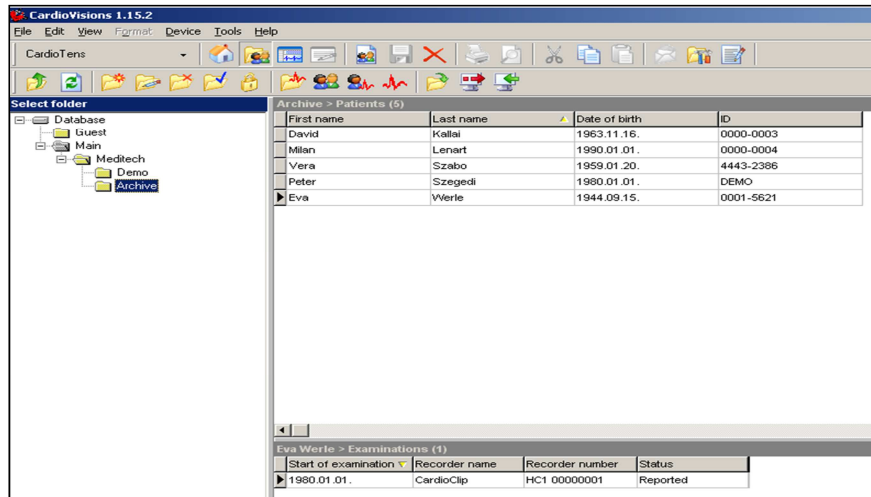 CardioVisions 1.15.2
File Edit View Format Device Tools Help
CardioTens
Select folder
Database
Guest
Main
Meditech
Demo
Archive
Archive > Patients (5)
First name Last name Date of birth ID
David Kallai 1963.11.16. 0000-0003
Milan Lenart 1990.01.01. 0000-0004
Vera Szabo 1959.01.20. 4443-2386
Peter Szegedi 1980.01.01. DEMO
Eva Werle 1944.09.15. 0001-5621
Eva Werle > Examinations (1)
Start of examination Recorder name Recorder number Status
1980.01.01. CardioClip HC1 00000001 Reported